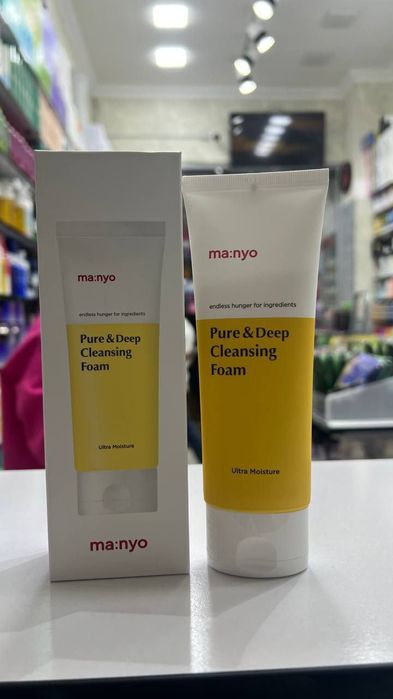 ma:nyo
endless hunger for ingredients
Pure & Deep
Cleansing
Foam
Ultra Moisture
ma:nyo
ma:nyo
endless hunger for ingredients
Pure & Deep
Cleansing
Foam
Ultra Moisture